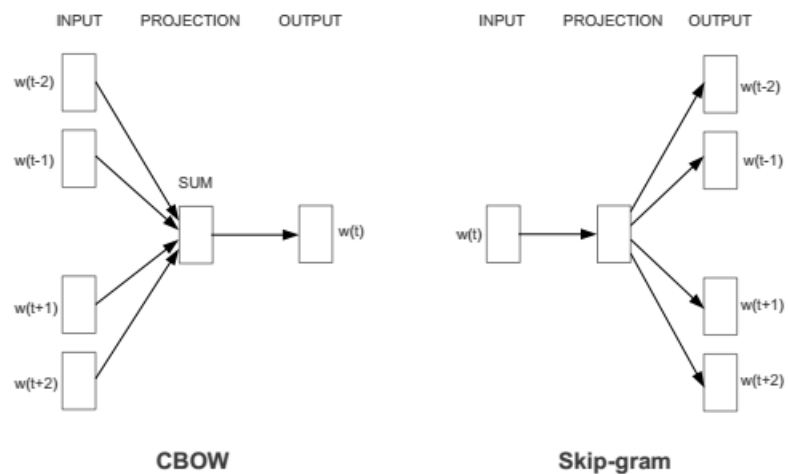 INPUT PROJECTION OUTPUT
w(t-2)
w(t-1)
SUM
w(t)
w(t+1)
w(t+2)
CBOW
INPUT PROJECTION OUTPUT
w(t-2)
w(t-1)
w(t)
w(t+1)
w(t+2)
Skip-gram